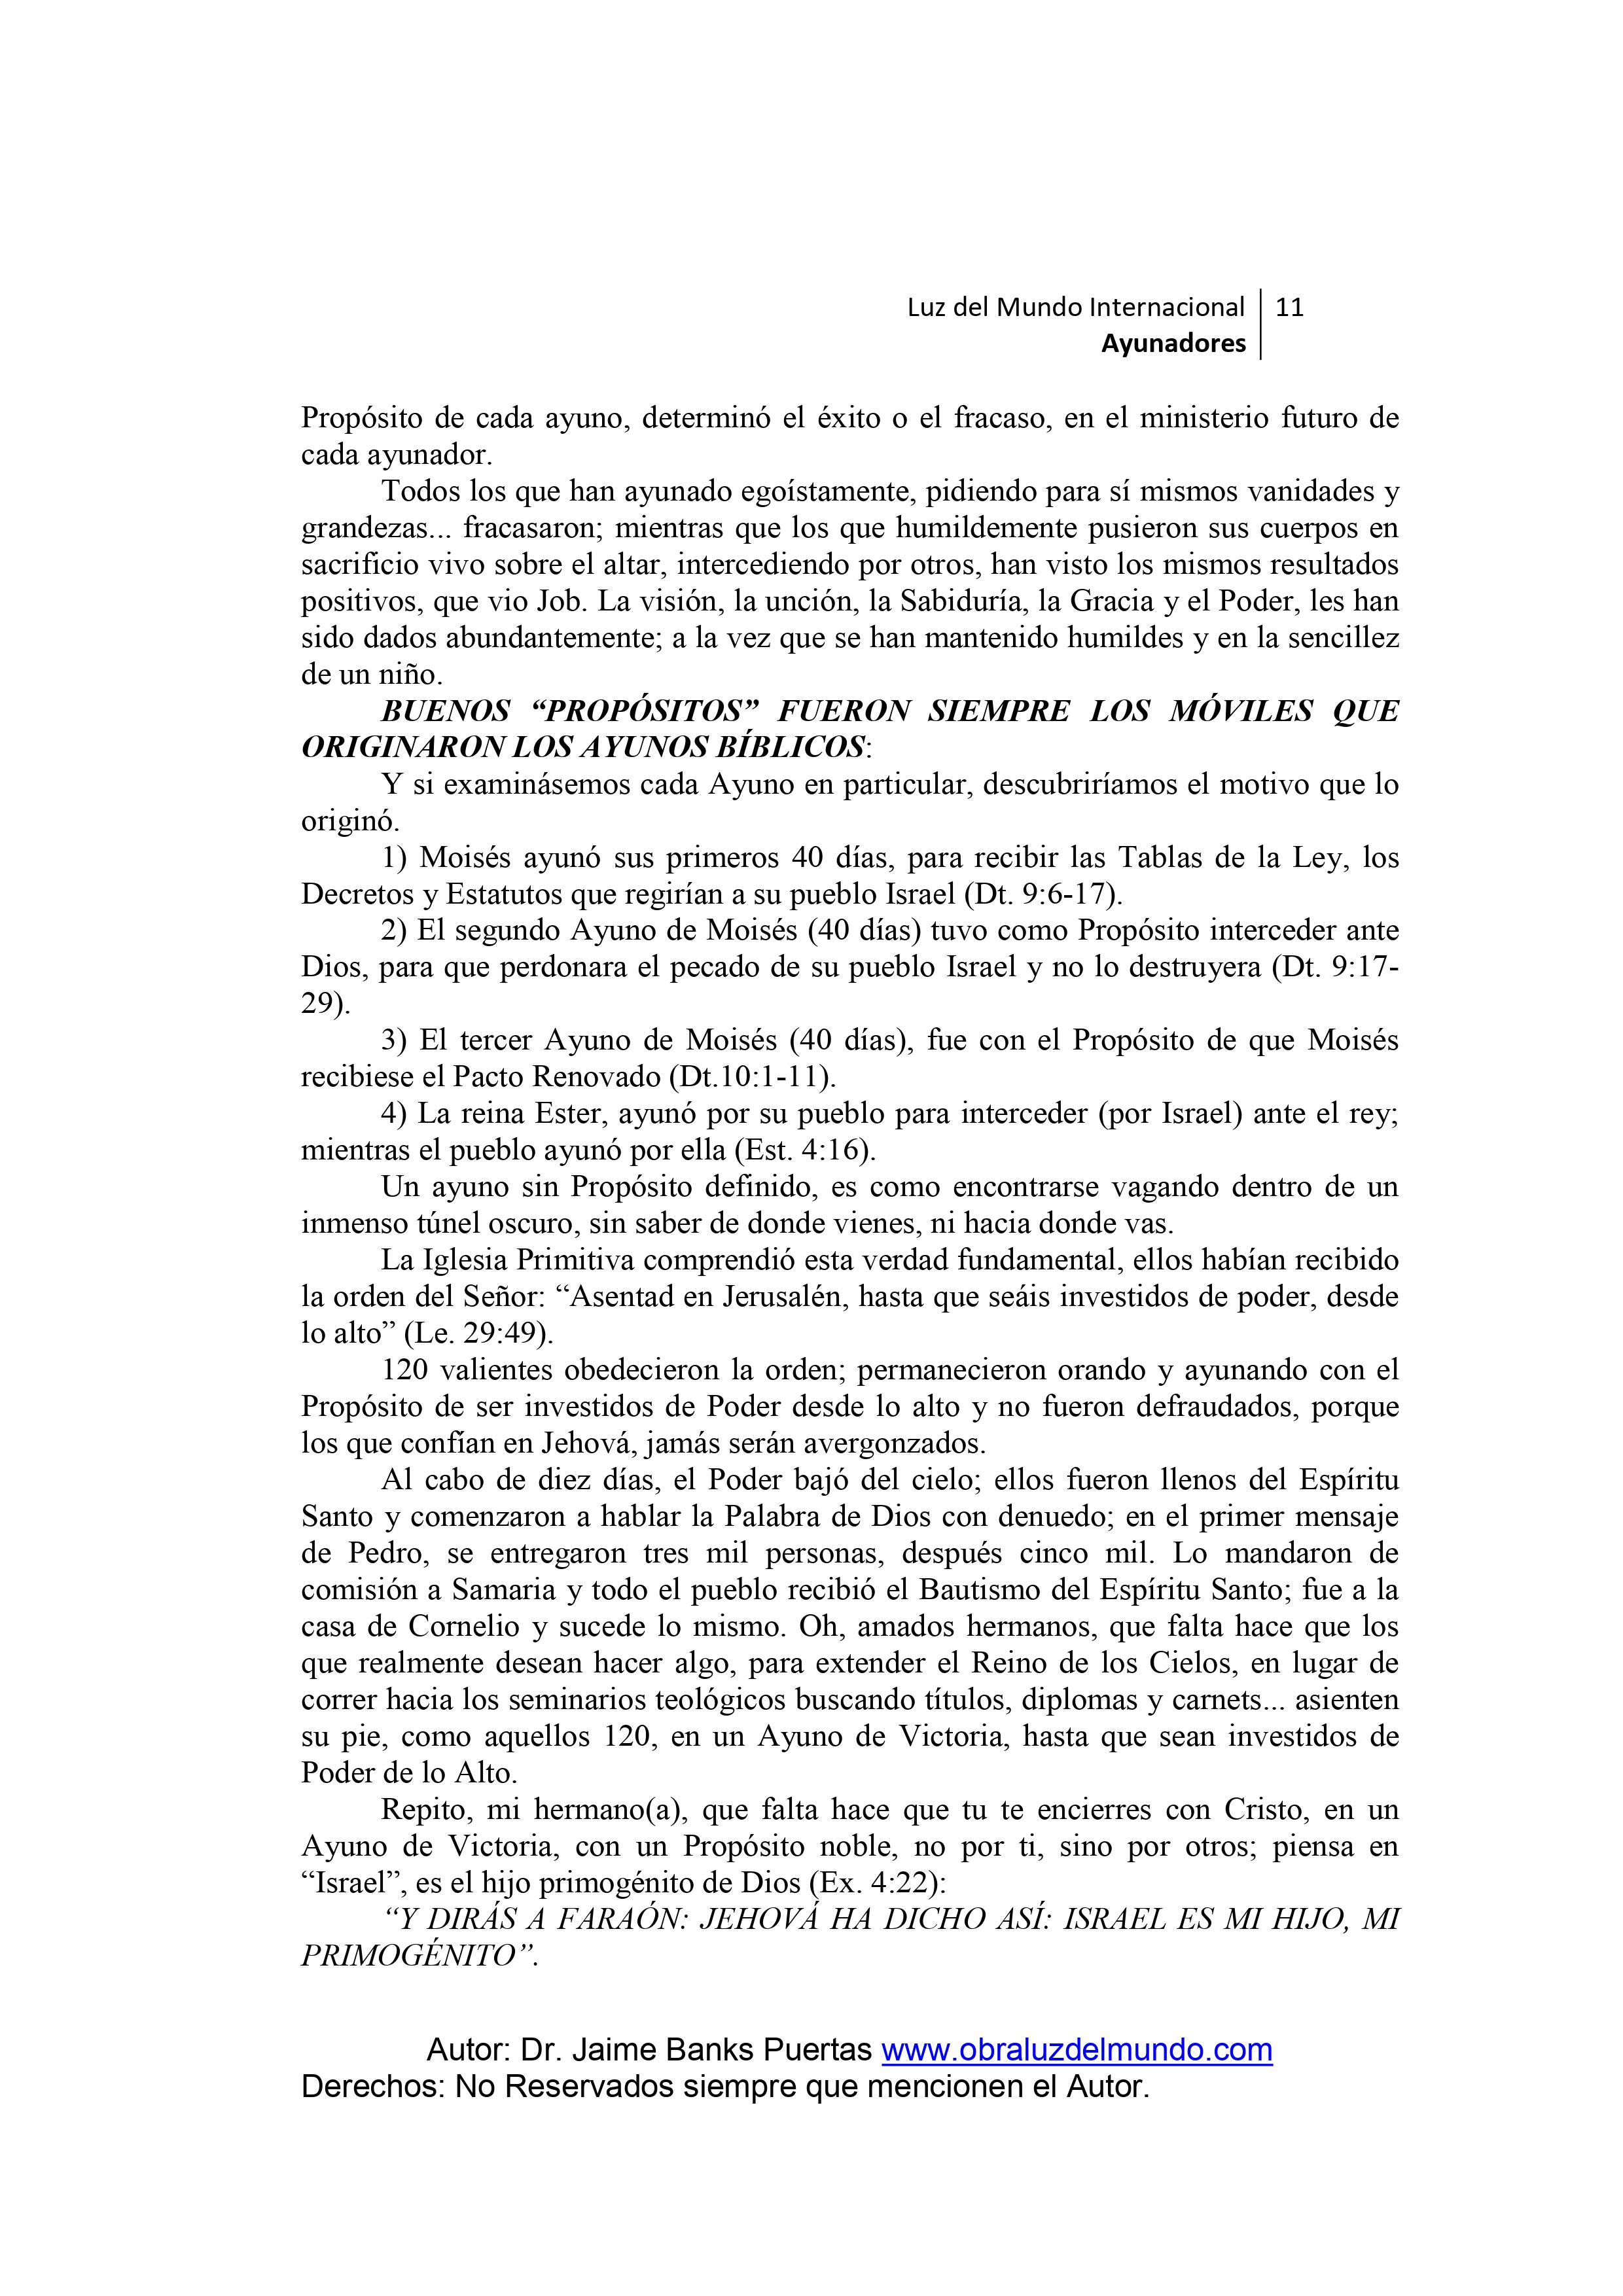 Luz del Mundo Internacional 11
Ayunadores
Propósito de cada ayuno, determinó el éxito o el fracaso, en el ministerio futuro de
cada ayunador.
Todos los que han ayunado egoístamente, pidiendo para sí mismos vanidades y
grandezas... fracasaron; mientras que los que humildemente pusieron sus cuerpos en
sacrificio vivo sobre el altar, intercediendo por otros, han visto los mismos resultados
positivos, que vio Job. La visión, la unción, la Sabiduría, la Gracia y el Poder, les han
sido dados abundantemente; a la vez que se han mantenido humildes y en la sencillez
de un niño.
BUENOS “PROPÓSITOS” FUERON SIEMPRE LOS MÓVILES QUE
ORIGINARON LOS AYUNOS BÍBLICOS:
Y si examinásemos cada Ayuno en particular, descubriríamos el motivo que lo
originó.
1) Moisés ayunó sus primeros 40 días, para recibir las Tablas de la Ley, los
Decretos y Estatutos que regirían a su pueblo Israel (Dt. 9:6-17).
2) El segundo Ayuno de Moisés (40 días) tuvo como Propósito interceder ante
Dios, para que perdonara el pecado de su pueblo Israel y no lo destruyera (Dt. 9:17-
29).
3) El tercer Ayuno de Moisés (40 días), fue con el Propósito de que Moisés
recibiese el Pacto Renovado (Dt.10:1-11).
4) La reina Ester, ayunó por su pueblo para interceder (por Israel) ante el rey;
mientras el pueblo ayunó por ella (Est. 4:16).
Un ayuno sin Propósito definido, es como encontrarse vagando dentro de un
inmenso túnel oscuro, sin saber de donde vienes, ni hacia donde vas.
La Iglesia Primitiva comprendió esta verdad fundamental, ellos habían recibido
la orden del Señor: “Asentad en Jerusalén, hasta que seáis investidos de poder, desde
lo alto” (Le. 29:49).
120 valientes obedecieron la orden; permanecieron orando y ayunando con el
Propósito de ser investidos de Poder desde lo alto y no fueron defraudados, porque
los que confían en Jehová, jamás serán avergonzados.
Al cabo de diez días, el Poder bajó del cielo; ellos fueron llenos del Espíritu
Santo y comenzaron a hablar la Palabra de Dios con denuedo; en el primer mensaje
de Pedro, se entregaron tres mil personas, después cinco mil. Lo mandaron de
comisión a Samaria y todo el pueblo recibió el Bautismo del Espíritu Santo; fue a la
casa de Cornelio y sucede lo mismo. Oh, amados hermanos, que falta hace que los
que realmente desean hacer algo, para extender el Reino de los Cielos, en lugar de
correr hacia los seminarios teológicos buscando títulos, diplomas y carnets... asienten
su pie, como aquellos 120, en un Ayuno de Victoria, hasta que sean investidos de
Poder de lo Alto.
Repito, mi hermano(a), que falta hace que tu te encierres con Cristo, en un
Ayuno de Victoria, con un Propósito noble, no por ti, sino por otros; piensa en
“Israel”, es el hijo primogénito de Dios (Ex. 4:22):
“Y DIRÁS A FARAÓN: JEHOVÁ HA DICHO ASÍ: ISRAEL ES MI HIJO, MI
PRIMOGÉNITO”.
Autor: Dr. Jaime Banks Puertas www.obraluzdelmundo.com
Derechos: No Reservados siempre que mencionen el Autor.